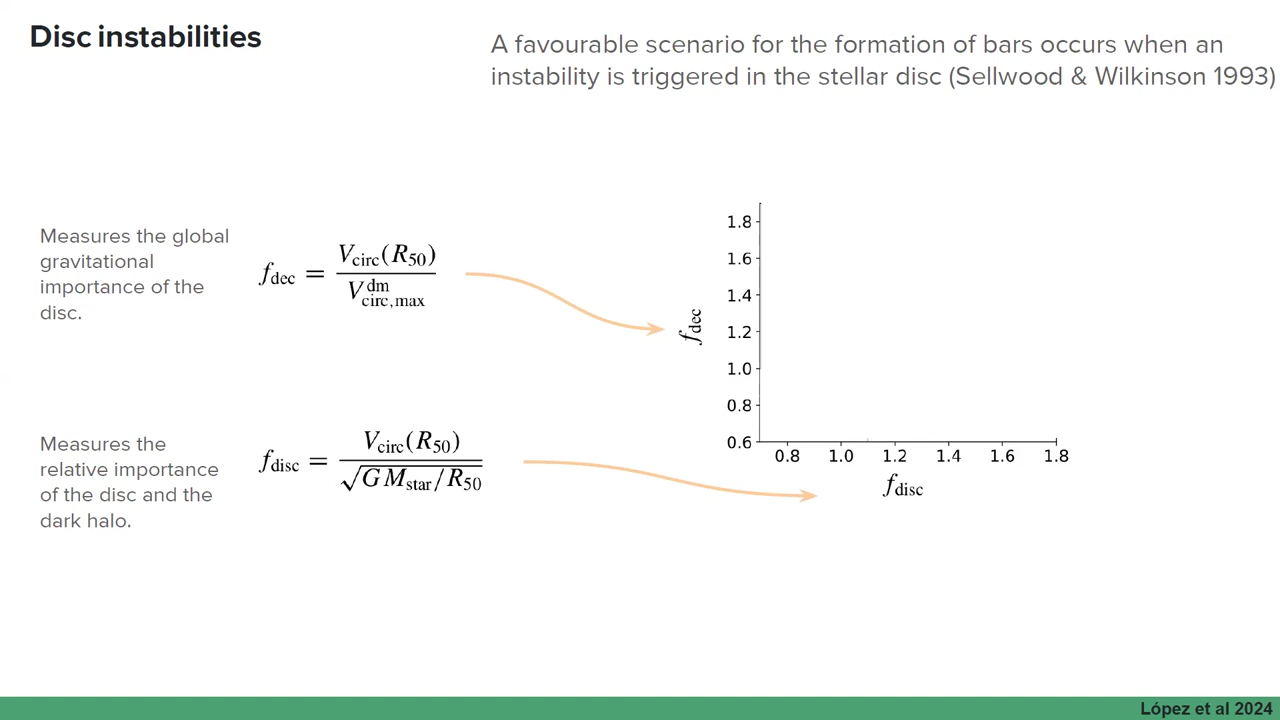 Disc instabilities
A favourable scenario for the formation of bars occurs when an
instability is triggered in the stellar disc (Sellwood & Wilkinson 1993)
Measures the global
gravitational
importance of the
disc.
f_dec = V_circ(R_50) / V^dm_circ,max
Measures the
relative importance
of the disc and the
dark halo.
f_disc = V_circ(R_50) / √GM_star/R_50
f_dec
1.8
1.6
1.4
1.2
1.0
0.8
0.6
0.8 1.0 1.2 1.4 1.6 1.8
f_disc
López et al 2024